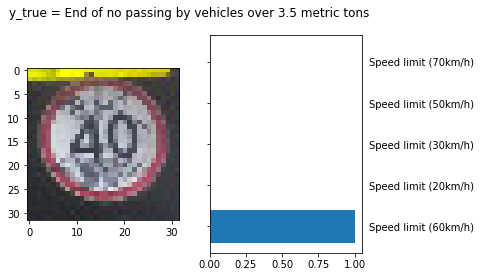 y_true = End of no passing by vehicles over 3.5 metric tons
0
5
10
15
20
25
30
0 10 20 30
40
Speed limit (70km/h)
Speed limit (50km/h)
Speed limit (30km/h)
Speed limit (20km/h)
Speed limit (60km/h)
0.00 0.25 0.50 0.75 1.00